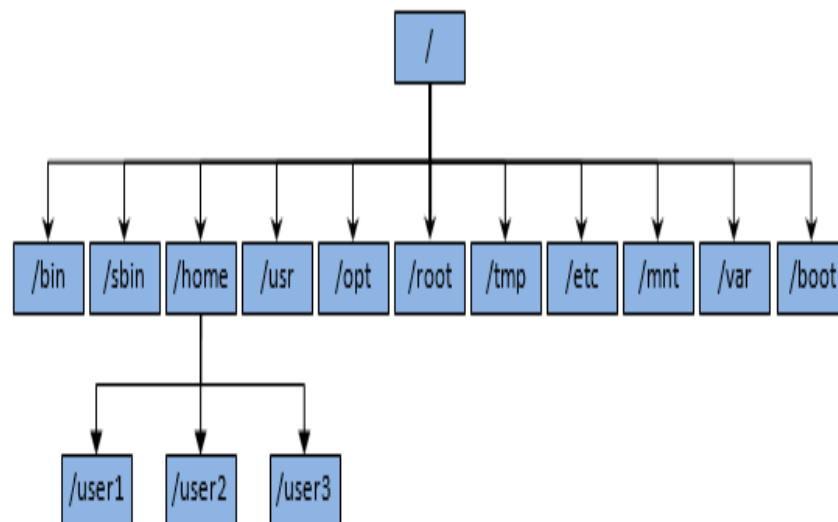 /
/bin
/sbin
/home
/usr
/opt
/root
/tmp
/etc
/mnt
/var
/boot
/user1
/user2
/user3